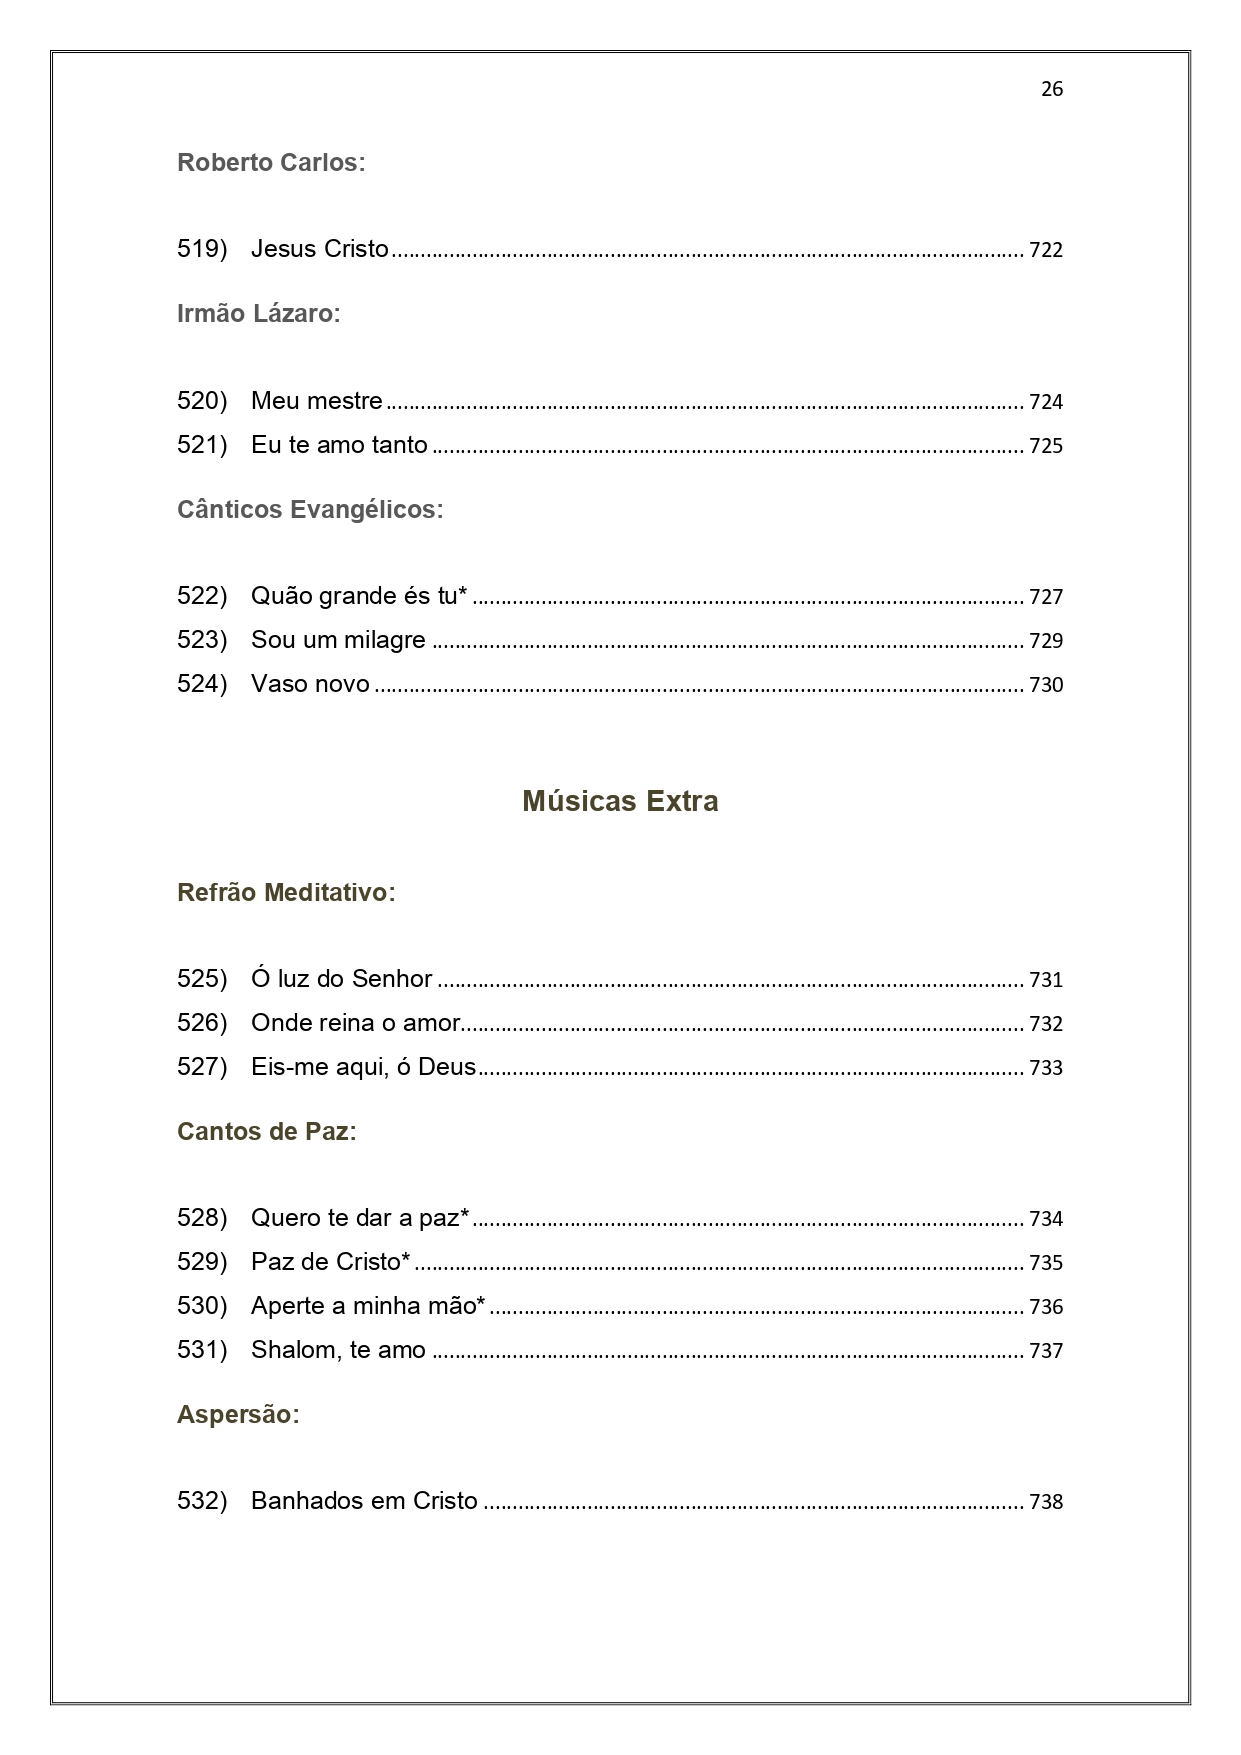 26
Roberto Carlos:
519) Jesus Cristo........................................................................................................ 722
Irmão Lázaro:
520) Meu mestre........................................................................................................ 724
521) Eu te amo tanto ................................................................................................ 725
Cânticos Evangélicos:
522) Quão grande és tu* .......................................................................................... 727
523) Sou um milagre ................................................................................................ 729
524) Vaso novo .......................................................................................................... 730
Músicas Extra
Refrão Meditativo:
525) Ó luz do Senhor ................................................................................................ 731
526) Onde reina o amor............................................................................................ 732
527) Eis-me aqui, ó Deus......................................................................................... 733
Cantos de Paz:
528) Quero te dar a paz*.......................................................................................... 734
529) Paz de Cristo* ................................................................................................... 735
530) Aperte a minha mão* ....................................................................................... 736
531) Shalom, te amo ................................................................................................ 737
Aspersão:
532) Banhados em Cristo ........................................................................................ 738